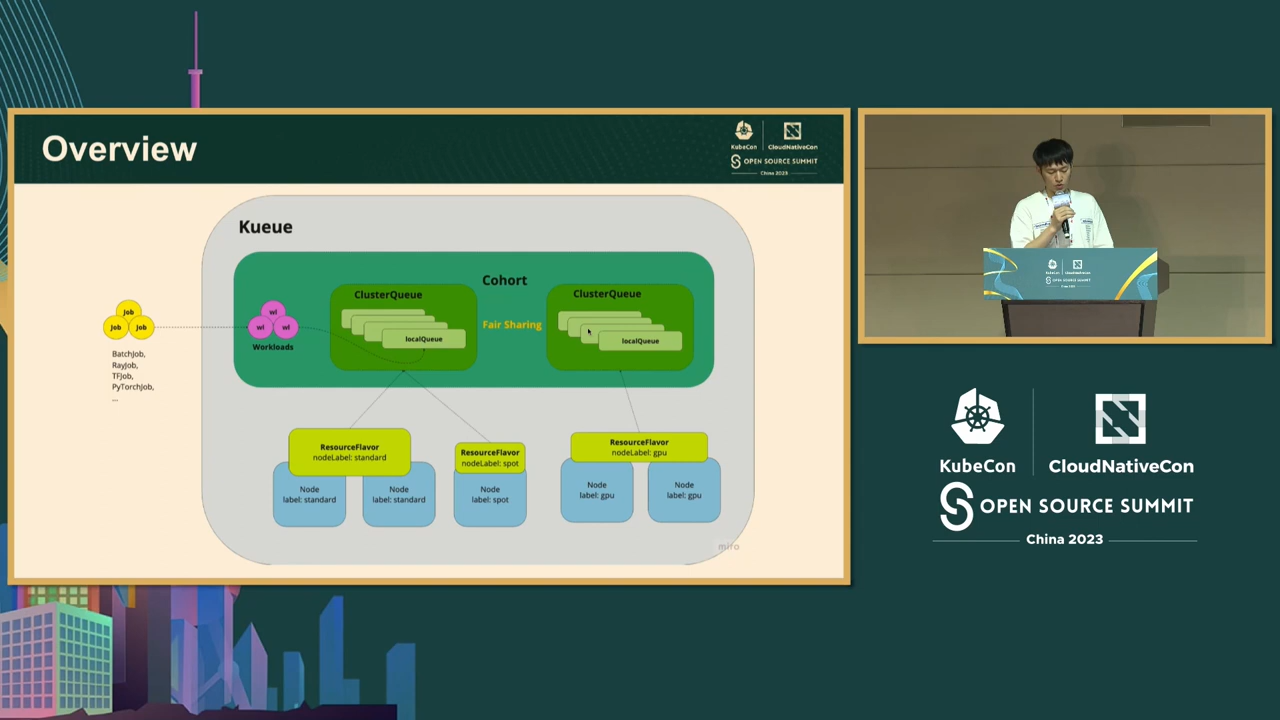 Overview
KubeCon
CloudNativeCon
OPEN SOURCE SUMMIT
China 2023
Kueue
Cohort
ClusterQueue
ClusterQueue
Fair Sharing
localQueue
localQueue
Job
Job
Job
wl
wl
wl
Workloads
BatchJob,
RayJob,
TFJob,
PyTorchJob,
...
ResourceFlavor
nodeLabel: standard
ResourceFlavor
nodeLabel: spot
ResourceFlavor
nodeLabel: gpu
Node
label: standard
Node
label: standard
Node
label: spot
Node
label: gpu
Node
label: gpu
miro
KubeCon
CloudNativeCon
OPEN SOURCE SUMMIT
China 2023